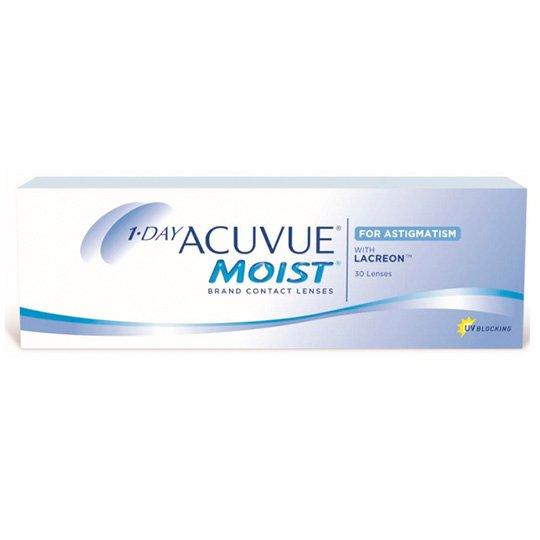 1·DAY ACUVUE®
MOIST®
BRAND CONTACT LENSES
FOR ASTIGMATISM
WITH
LACREON™
30 Lenses
UV BLOCKING